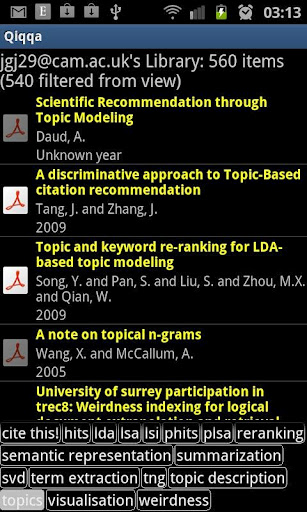 03:13
Qiqqa
jgj29@cam.ac.uk's Library: 560 items
(540 filtered from view)
Scientific Recommendation through
Topic Modeling
Daud, A.
Unknown year
A discriminative approach to Topic-Based
citation recommendation
Tang, J. and Zhang, J.
2009
Topic and keyword re-ranking for LDA-
based topic modeling
Song, Y. and Pan, S. and Liu, S. and Zhou, M.X.
and Qian, W.
2009
A note on topical n-grams
Wang, X. and McCallum, A.
2005
University of surrey participation in
trec8: Weirdness indexing for logical
document extrapolation and retrieval
cite this! hits lda lsa lsi phits plsa reranking
semantic representation summarization
svd term extraction tng topic description
topics visualisation weirdness